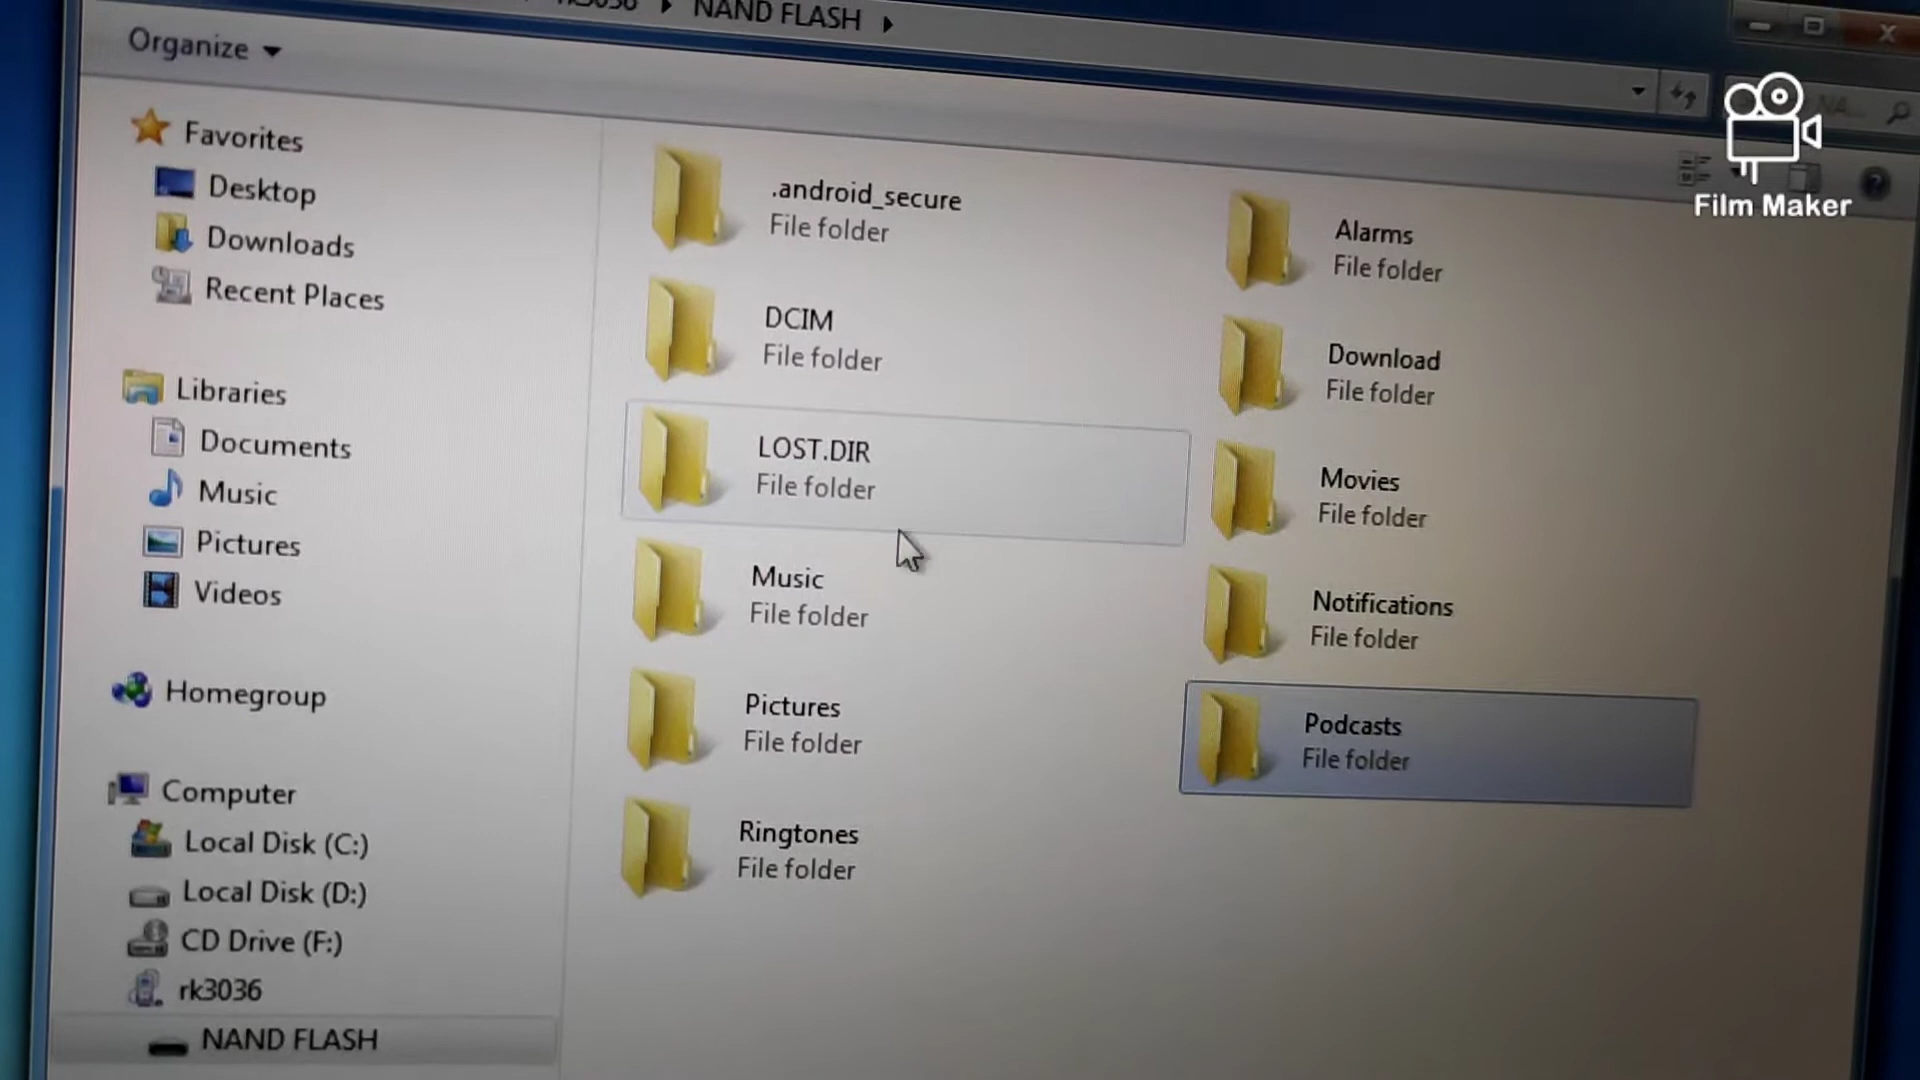 rk3036 NAND FLASH
Organize
Film Maker
Favorites
Desktop
Downloads
Recent Places
Libraries
Documents
Music
Pictures
Videos
Homegroup
Computer
Local Disk (C:)
Local Disk (D:)
CD Drive (F:)
rk3036
NAND FLASH
.android_secure
File folder
Alarms
File folder
DCIM
File folder
Download
File folder
LOST.DIR
File folder
Movies
File folder
Music
File folder
Notifications
File folder
Pictures
File folder
Podcasts
File folder
Ringtones
File folder